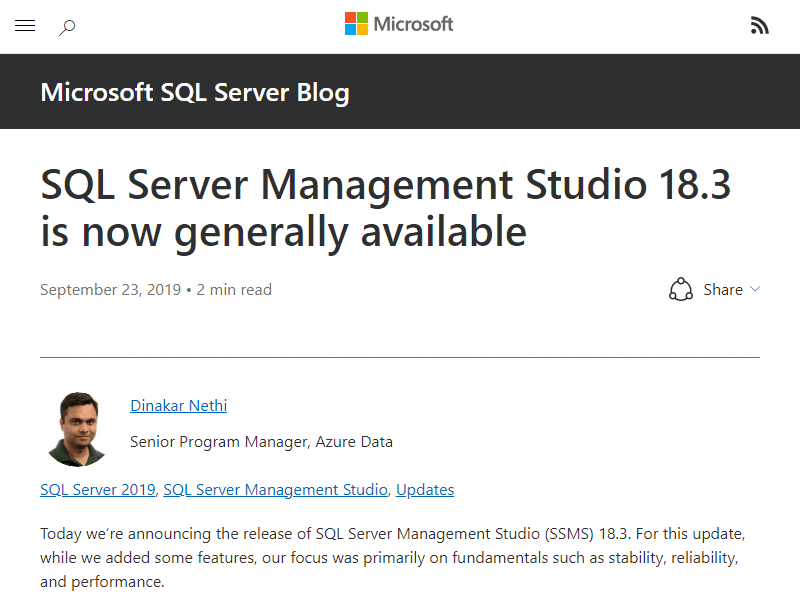 Microsoft
Microsoft SQL Server Blog
SQL Server Management Studio 18.3
is now generally available
September 23, 2019 • 2 min read
Share
Dinakar Nethi
Senior Program Manager, Azure Data
SQL Server 2019, SQL Server Management Studio, Updates
Today we’re announcing the release of SQL Server Management Studio (SSMS) 18.3. For this update,
while we added some features, our focus was primarily on fundamentals such as stability, reliability,
and performance.